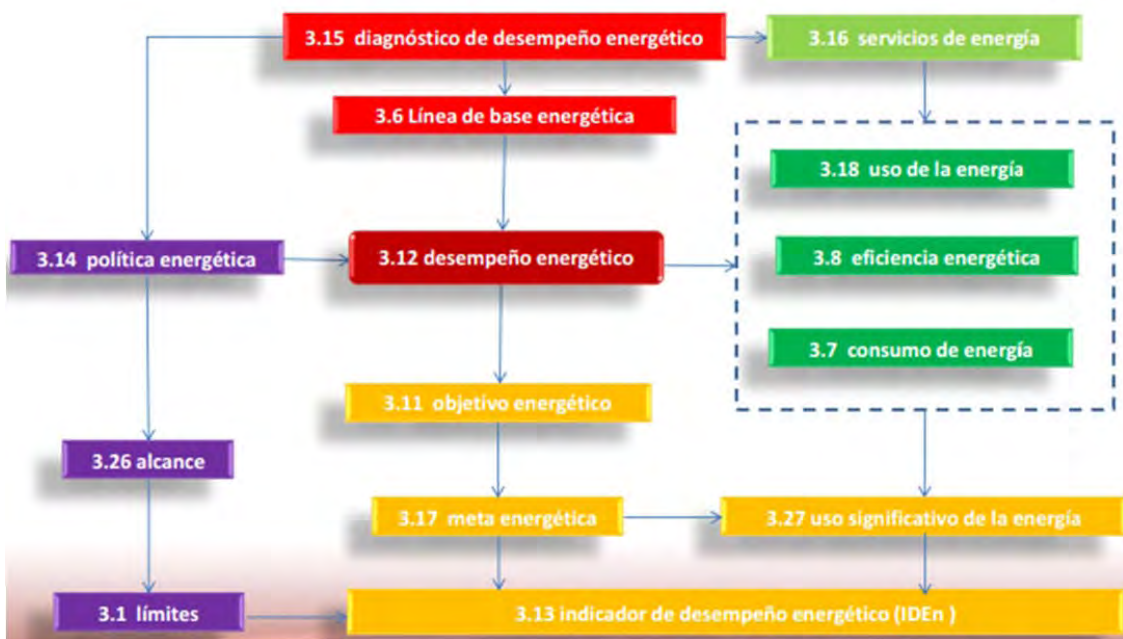 3.15 diagnóstico de desempeño energético
3.16 servicios de energía
3.6 Línea de base energética
3.18 uso de la energía
3.14 política energética
3.12 desempeño energético
3.8 eficiencia energética
3.7 consumo de energía
3.11 objetivo energético
3.26 alcance
3.17 meta energética
3.27 uso significativo de la energía
3.1 límites
3.13 indicador de desempeño energético (IDEn )